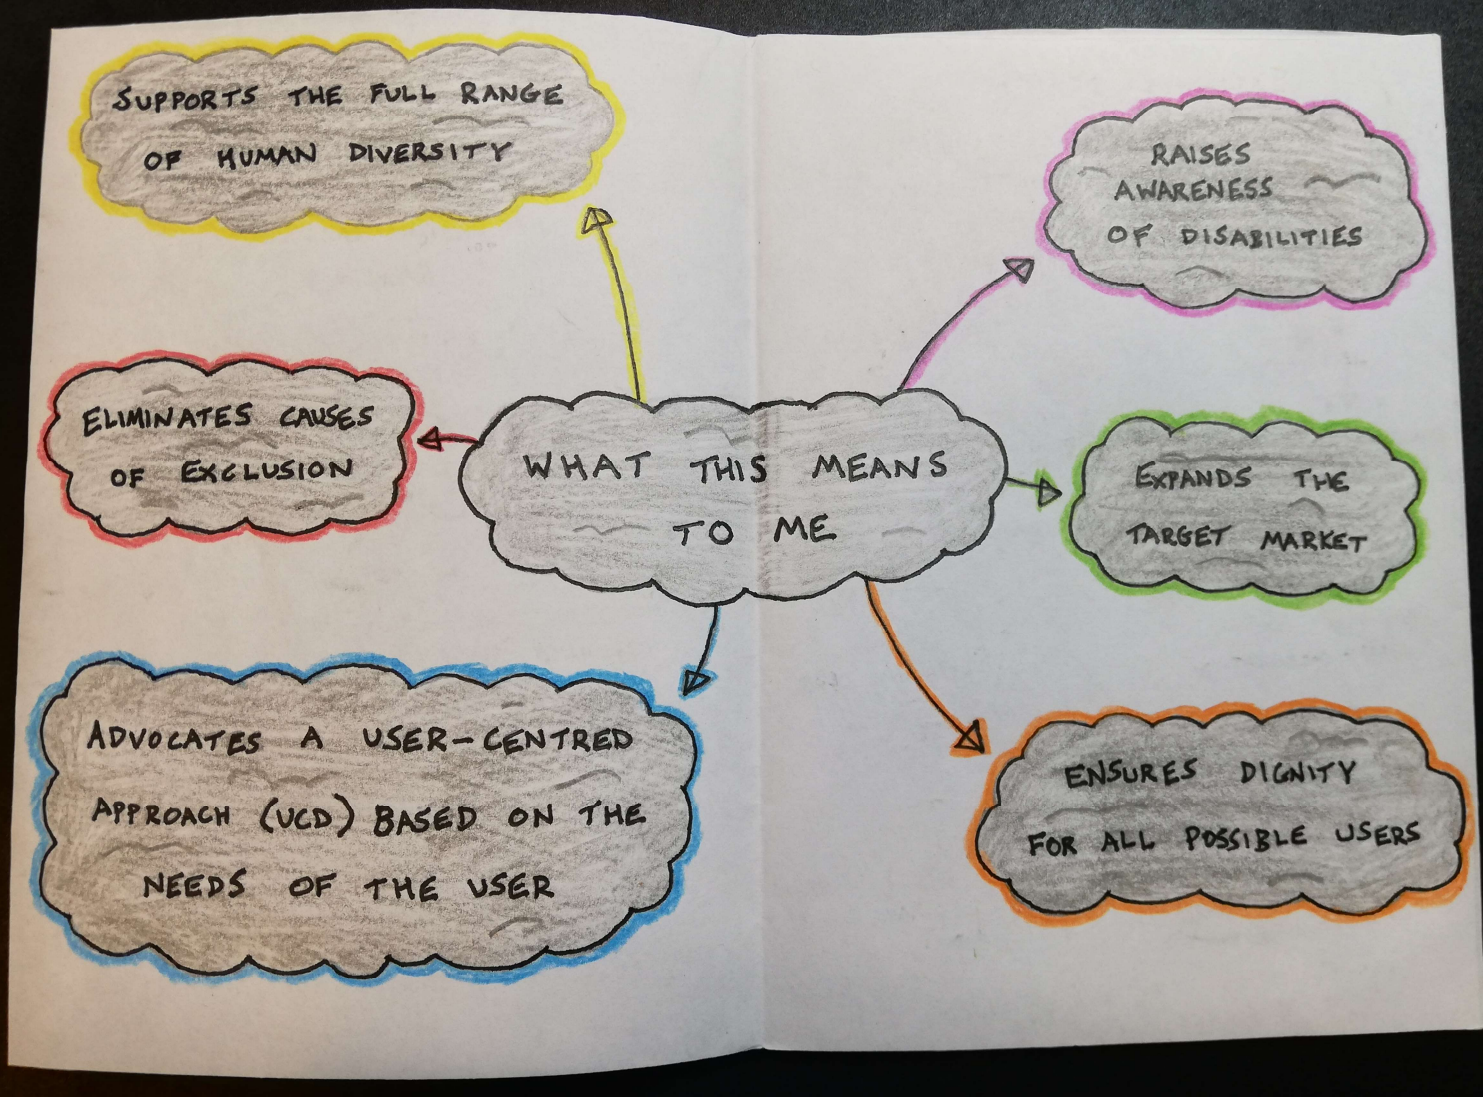 SUPPORTS THE FULL RANGE
OF HUMAN DIVERSITY
RAISES
AWARENESS
OF DISABILITIES
ELIMINATES CAUSES
OF EXCLUSION
WHAT THIS MEANS
TO ME
EXPANDS THE
TARGET MARKET
ADVOCATES A USER-CENTRED
APPROACH (UCD) BASED ON THE
NEEDS OF THE USER
ENSURES DIGNITY
FOR ALL POSSIBLE USERS